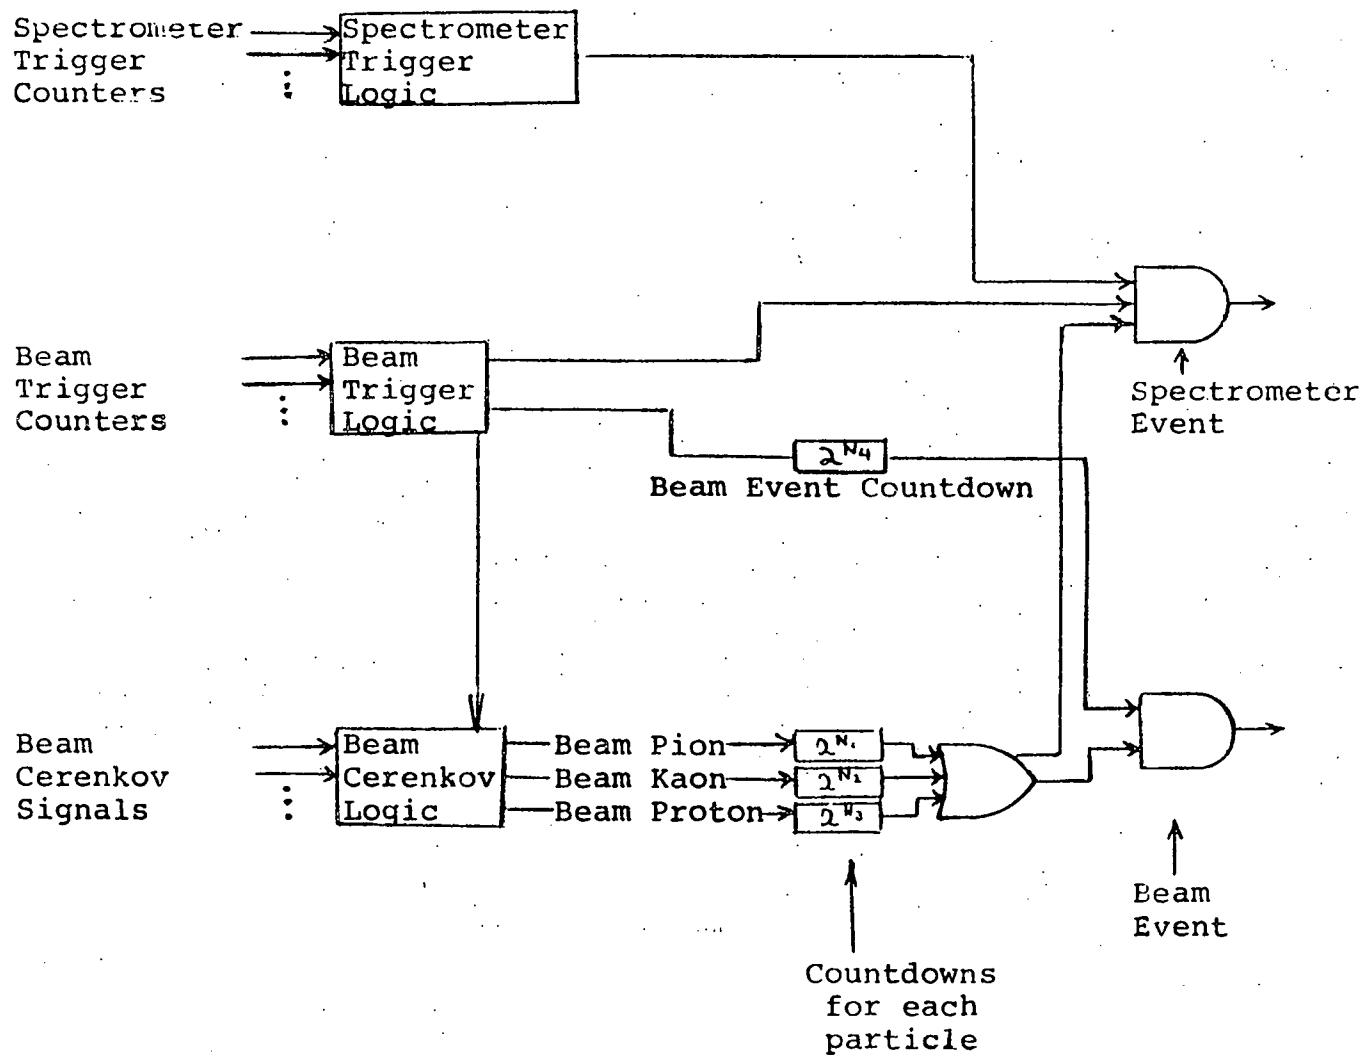 Spectrometer
Trigger
Counters
Spectrometer
Trigger
Logic
Beam
Trigger
Counters
Beam
Trigger
Logic
Spectrometer
Event
2^N4
Beam Event Countdown
Beam
Cerenkov
Signals
Beam
Cerenkov
Logic
Beam Pion
Beam Kaon
Beam Proton
2^N1
2^N2
2^N3
Beam
Event
Countdowns
for each
particle